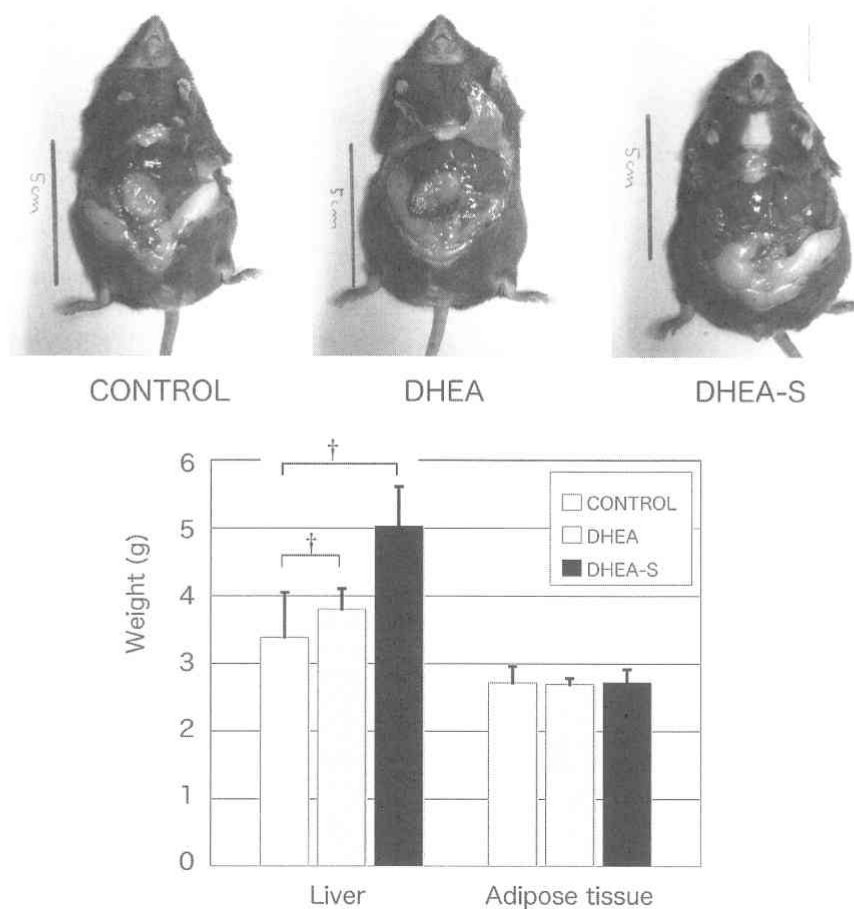 5cm
5cm
5cm
CONTROL
DHEA
DHEA-S
†
†
Weight (g)
6
5
4
3
2
1
0
CONTROL
DHEA
DHEA-S
Liver
Adipose tissue